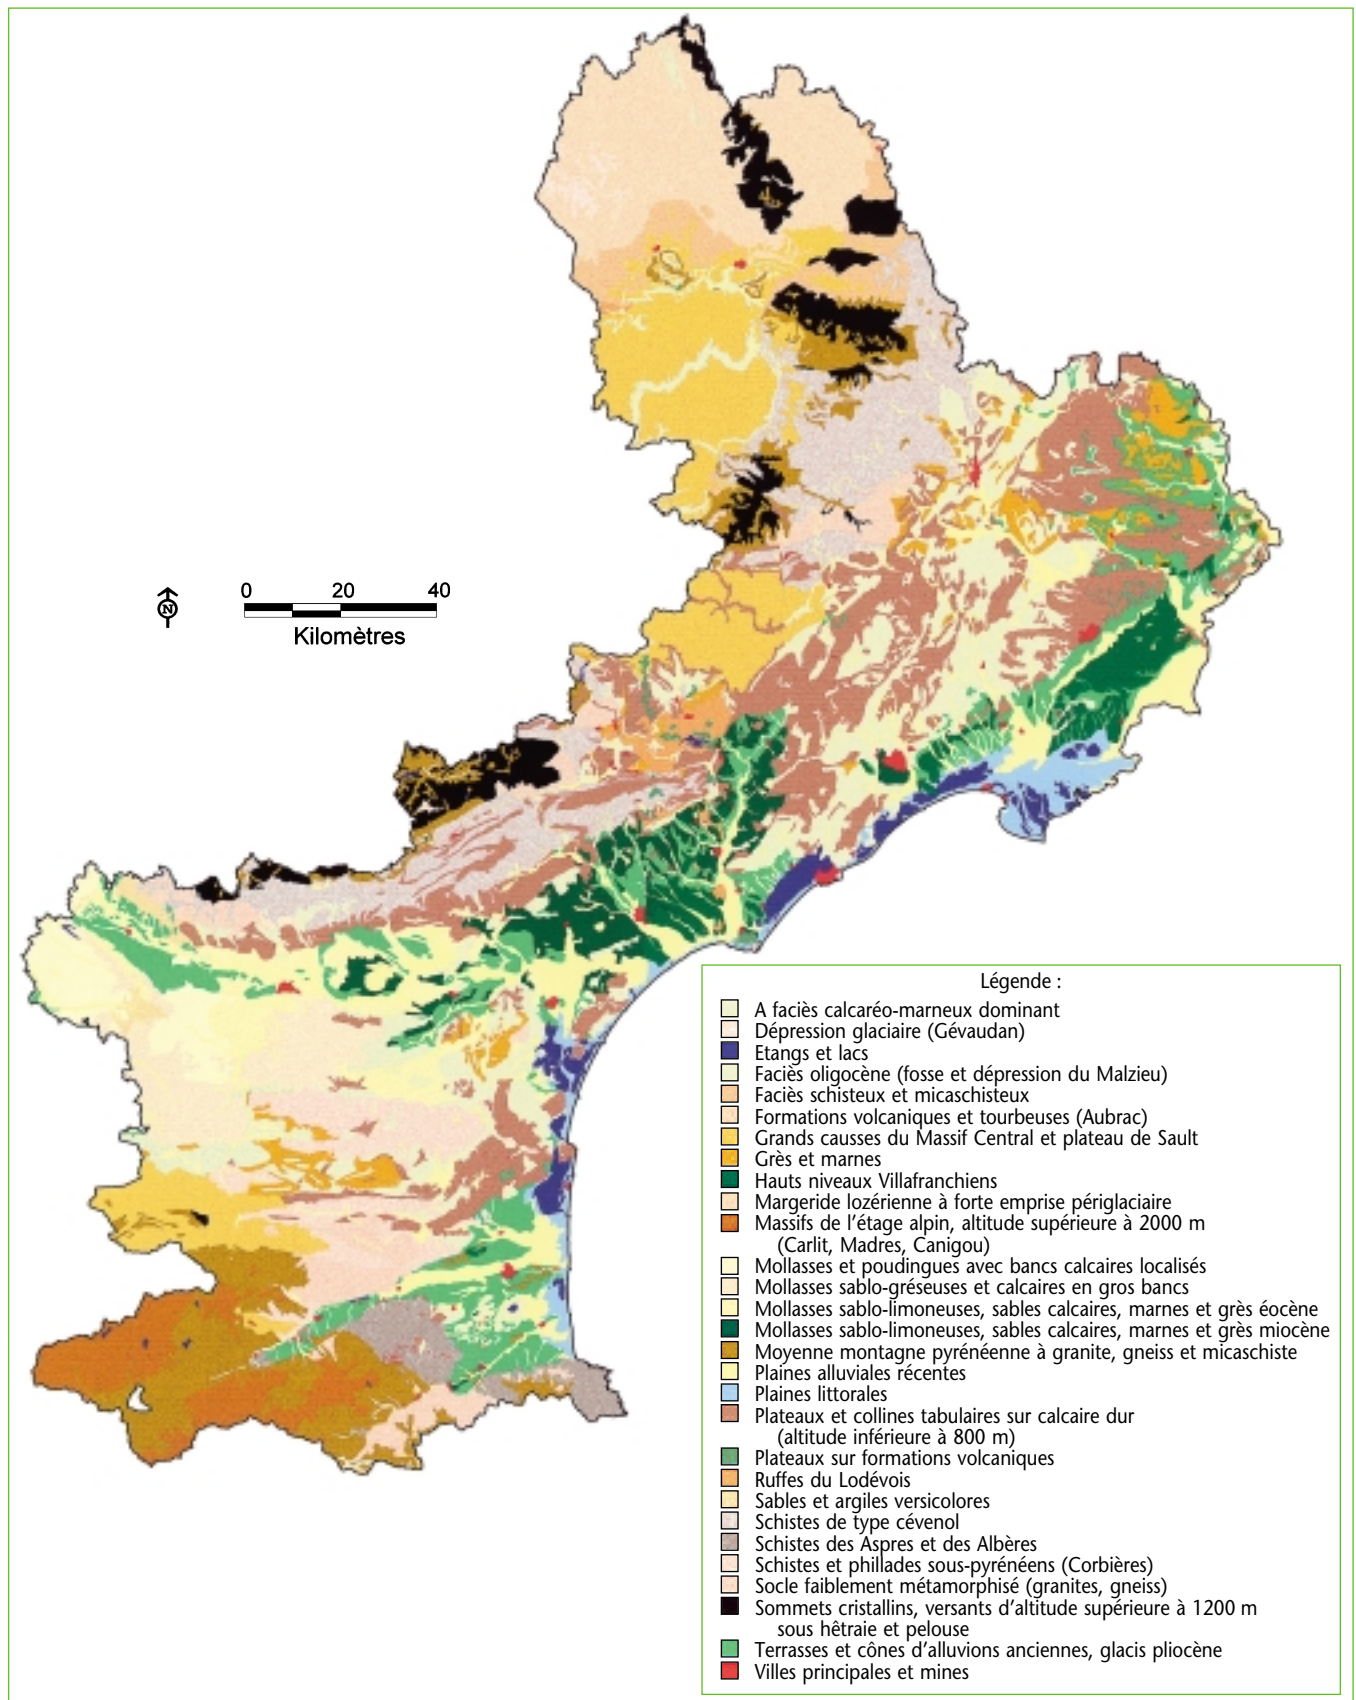 N
0 20 40
Kilomètres
Légende :
A faciès calcaréo-marneux dominant
Dépression glaciaire (Gévaudan)
Etangs et lacs
Faciès oligocène (fosse et dépression du Malzieu)
Faciès schisteux et micaschisteux
Formations volcaniques et tourbeuses (Aubrac)
Grands causses du Massif Central et plateau de Sault
Grès et marnes
Hauts niveaux Villafranchiens
Margeride lozérienne à forte emprise périglaciaire
Massifs de l'étage alpin, altitude supérieure à 2000 m
(Carlit, Madres, Canigou)
Mollasses et poudingues avec bancs calcaires localisés
Mollasses sablo-gréseuses et calcaires en gros bancs
Mollasses sablo-limoneuses, sables calcaires, marnes et grès éocène
Mollasses sablo-limoneuses, sables calcaires, marnes et grès miocène
Moyenne montagne pyrénéenne à granite, gneiss et micaschiste
Plaines alluviales récentes
Plaines littorales
Plateaux et collines tabulaires sur calcaire dur
(altitude inférieure à 800 m)
Plateaux sur formations volcaniques
Ruffes du Lodévois
Sables et argiles versicolores
Schistes de type cévenol
Schistes des Aspres et des Albères
Schistes et phillades sous-pyrénéens (Corbières)
Socle faiblement métamorphisé (granites, gneiss)
Sommets cristallins, versants d'altitude supérieure à 1200 m
sous hêtraie et pelouse
Terrasses et cônes d'alluvions anciennes, glacis pliocène
Villes principales et mines